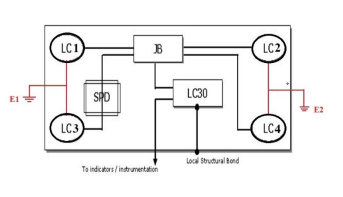 LC1
JB
LC2
E1
SPD
LC30
E2
LC3
LC4
To indicators / instrumentation
Local Structural Bond